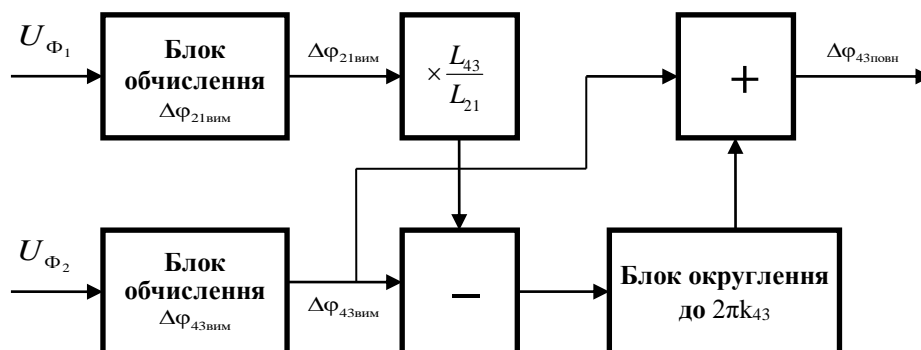 U_Ф₁
Блок
обчислення
Δφ₂₁вим
Δφ₂₁вим
× L₄₃
L₂₁
+
Δφ₄₃повн
U_Ф₂
Блок
обчислення
Δφ₄₃вим
Δφ₄₃вим
−
Блок округлення
до 2πk₄₃